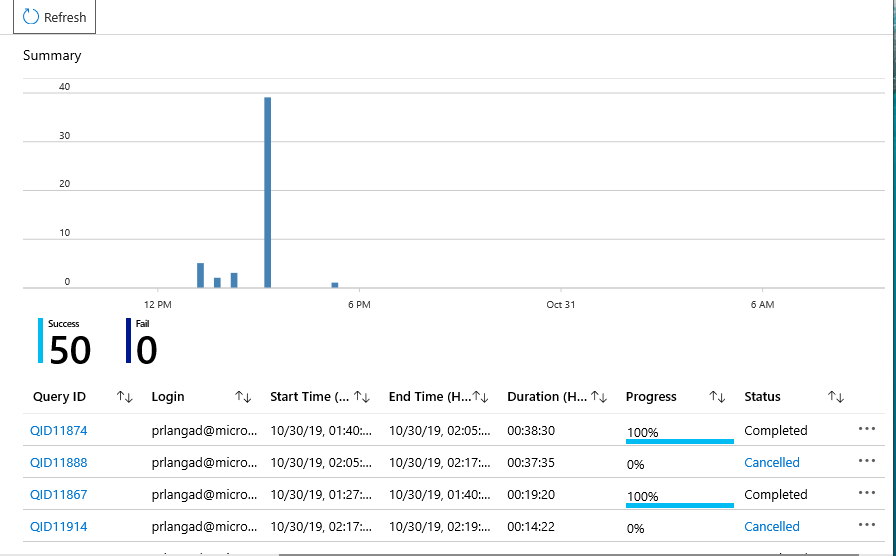 Refresh
Summary
40
30
20
10
0
12 PM 6 PM Oct 31 6 AM
Success Fail
50 0
Query ID Login Start Time (... End Time (H... Duration (H... Progress Status
QID11874 prlangad@micro... 10/30/19, 01:40:... 10/30/19, 02:05:... 00:38:30 100% Completed ...
QID11888 prlangad@micro... 10/30/19, 02:05:... 10/30/19, 02:17:... 00:37:35 0% Cancelled ...
QID11867 prlangad@micro... 10/30/19, 01:27:... 10/30/19, 01:40:... 00:19:20 100% Completed ...
QID11914 prlangad@micro... 10/30/19, 02:17:... 10/30/19, 02:19:... 00:14:22 0% Cancelled ...